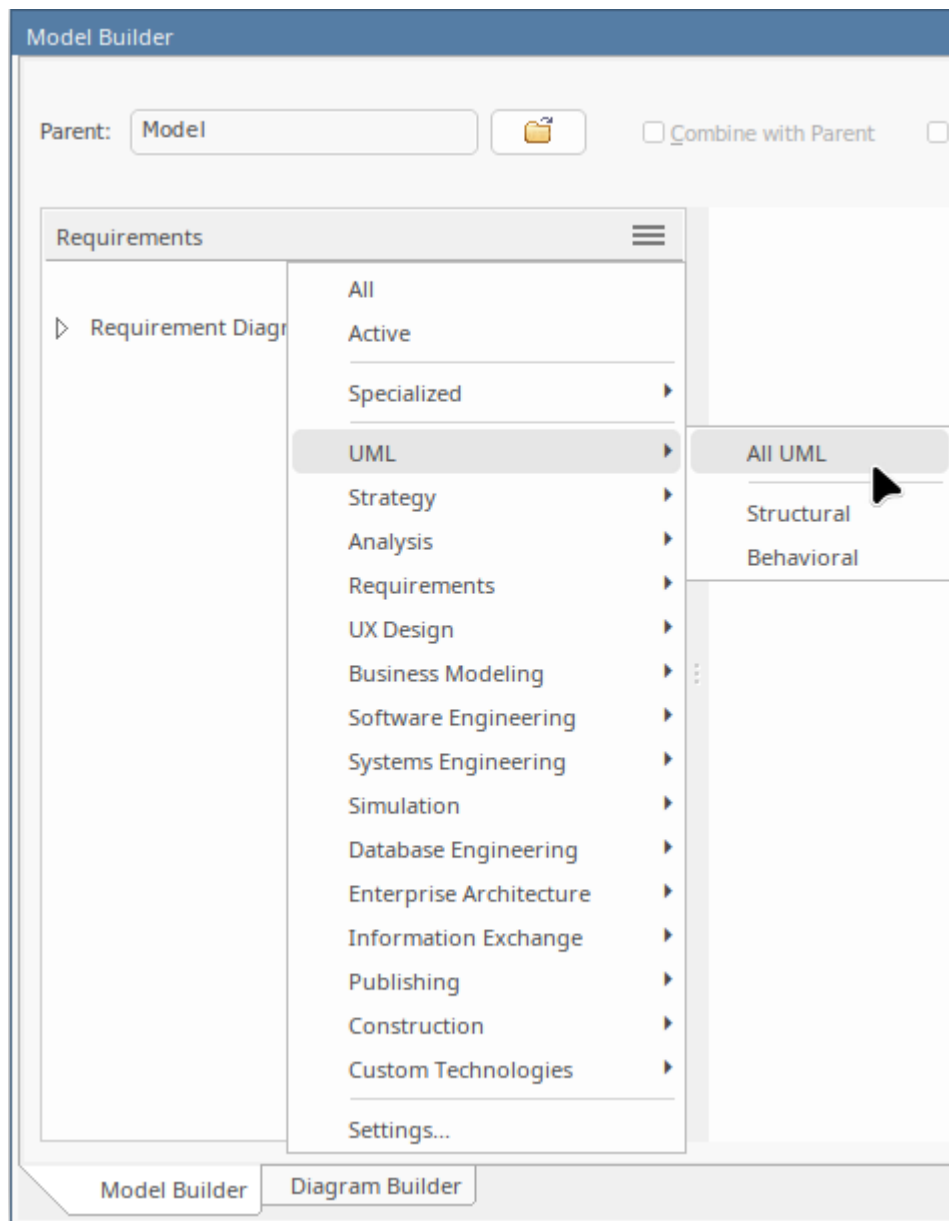 Model Builder
Parent: Model Combine with Parent
Requirements
Requirement Diagr
All
Active
Specialized
UML
All UML
Strategy
Structural
Analysis
Behavioral
Requirements
UX Design
Business Modeling
Software Engineering
Systems Engineering
Simulation
Database Engineering
Enterprise Architecture
Information Exchange
Publishing
Construction
Custom Technologies
Settings...
Model Builder Diagram Builder